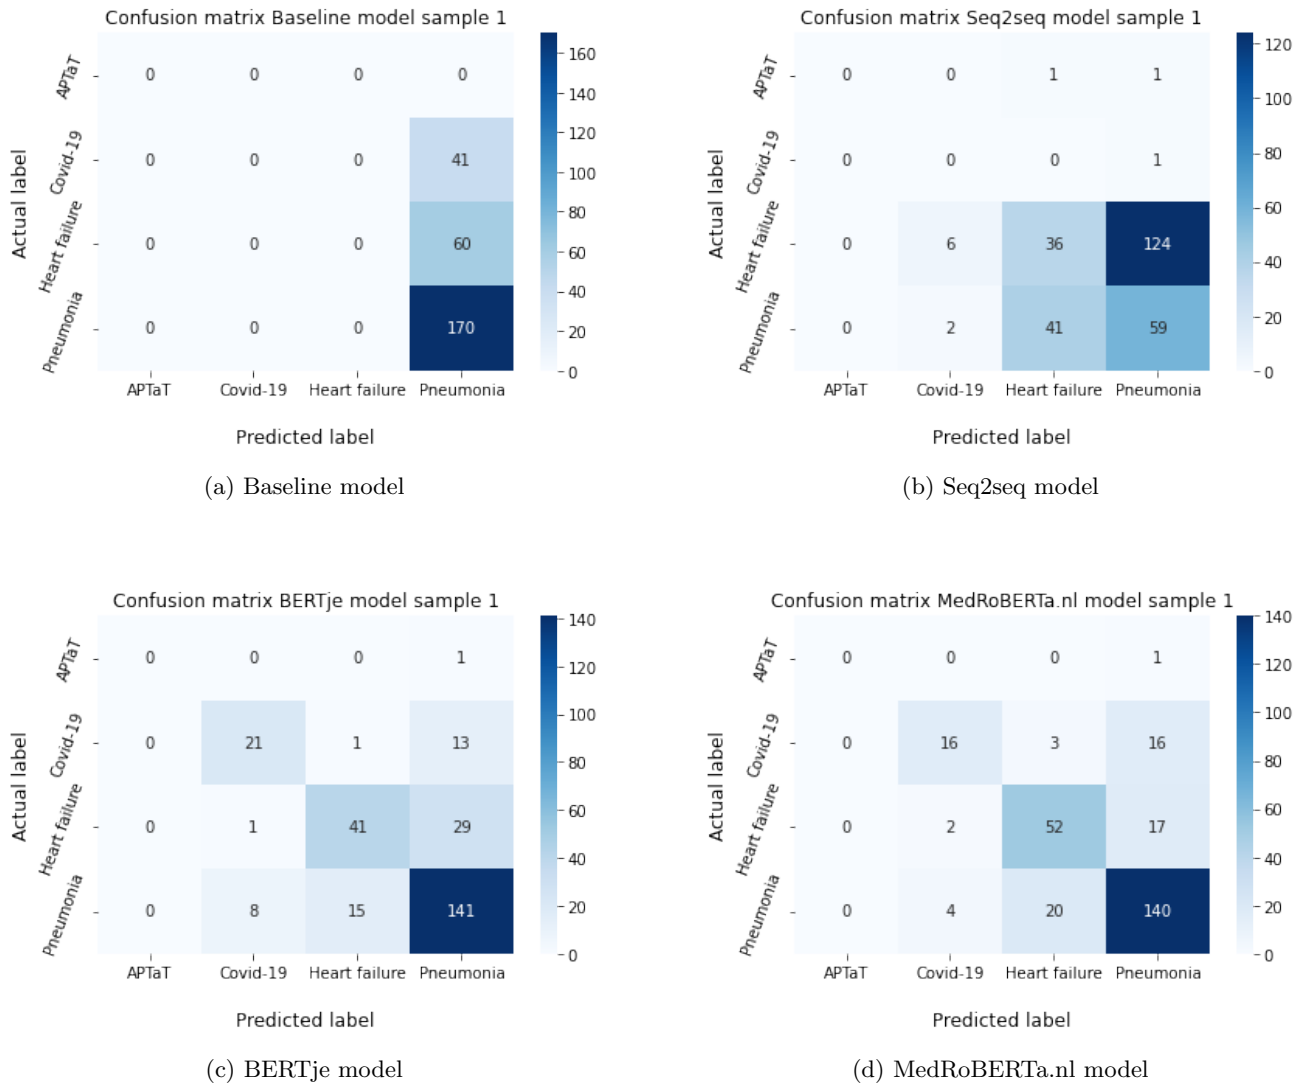 Confusion matrix Baseline model sample 1
Actual label
APTaT 0 0 0 0
Covid-19 0 0 0 41
Heart failure 0 0 0 60
Pneumonia 0 0 0 170
APTaT Covid-19 Heart failure Pneumonia
Predicted label
160
140
120
100
80
60
40
20
0
(a) Baseline model
Confusion matrix Seq2seq model sample 1
Actual label
APTaT 0 0 1 1
Covid-19 0 0 0 1
Heart failure 0 6 36 124
Pneumonia 0 2 41 59
APTaT Covid-19 Heart failure Pneumonia
Predicted label
120
100
80
60
40
20
0
(b) Seq2seq model
Confusion matrix BERTje model sample 1
Actual label
APTaT 0 0 0 1
Covid-19 0 21 1 13
Heart failure 0 1 41 29
Pneumonia 0 8 15 141
APTaT Covid-19 Heart failure Pneumonia
Predicted label
140
120
100
80
60
40
20
0
(c) BERTje model
Confusion matrix MedRoBERTa.nl model sample 1
Actual label
APTaT 0 0 0 1
Covid-19 0 16 3 16
Heart failure 0 2 52 17
Pneumonia 0 4 20 140
APTaT Covid-19 Heart failure Pneumonia
Predicted label
140
120
100
80
60
40
20
0
(d) MedRoBERTa.nl model